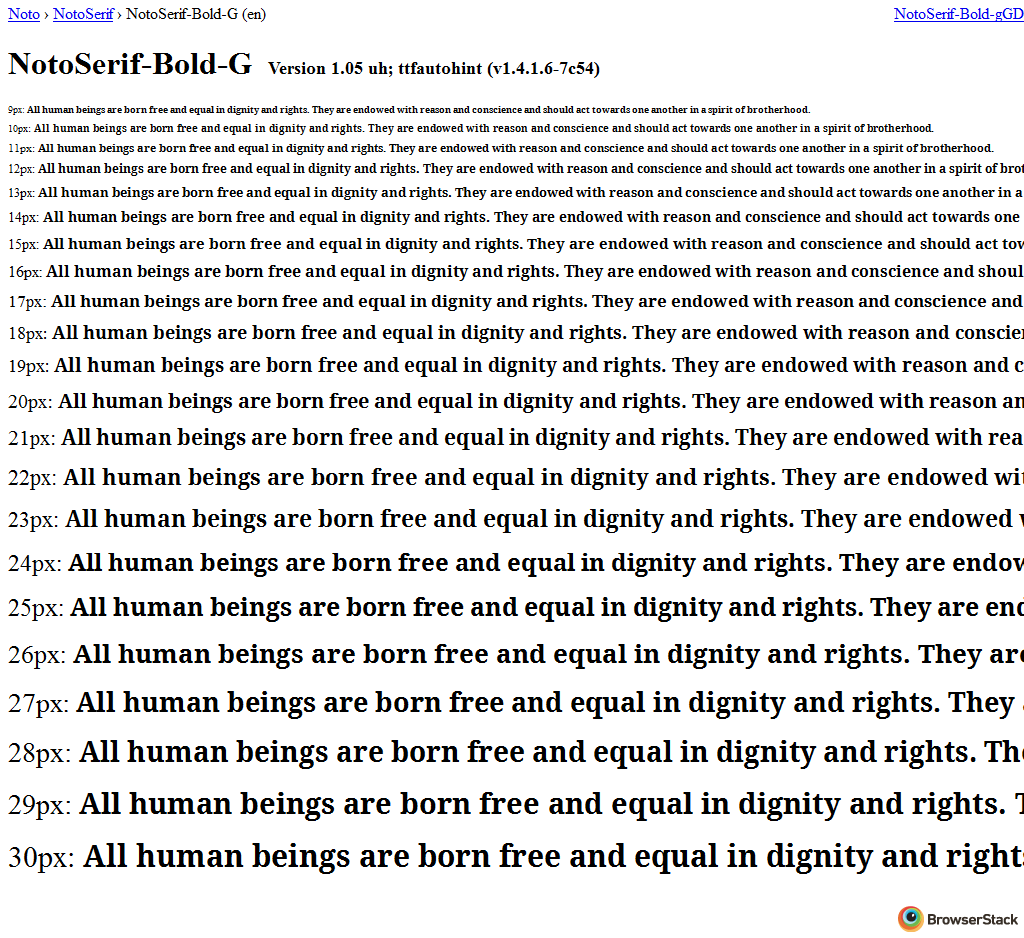 Noto › NotoSerif › NotoSerif-Bold-G (en) NotoSerif-Bold-gGD
NotoSerif-Bold-G Version 1.05 uh; ttfautohint (v1.4.1.6-7c54)
9px: All human beings are born free and equal in dignity and rights. They are endowed with reason and conscience and should act towards one another in a spirit of brotherhood.
10px: All human beings are born free and equal in dignity and rights. They are endowed with reason and conscience and should act towards one another in a spirit of brotherhood.
11px: All human beings are born free and equal in dignity and rights. They are endowed with reason and conscience and should act towards one another in a spirit of brotherhood.
12px: All human beings are born free and equal in dignity and rights. They are endowed with reason and conscience and should act towards one another in a spirit of brot
13px: All human beings are born free and equal in dignity and rights. They are endowed with reason and conscience and should act towards one another in a
14px: All human beings are born free and equal in dignity and rights. They are endowed with reason and conscience and should act towards one
15px: All human beings are born free and equal in dignity and rights. They are endowed with reason and conscience and should act tow
16px: All human beings are born free and equal in dignity and rights. They are endowed with reason and conscience and shoul
17px: All human beings are born free and equal in dignity and rights. They are endowed with reason and conscience and
18px: All human beings are born free and equal in dignity and rights. They are endowed with reason and conscien
19px: All human beings are born free and equal in dignity and rights. They are endowed with reason and c
20px: All human beings are born free and equal in dignity and rights. They are endowed with reason an
21px: All human beings are born free and equal in dignity and rights. They are endowed with rea
22px: All human beings are born free and equal in dignity and rights. They are endowed wit
23px: All human beings are born free and equal in dignity and rights. They are endowed
24px: All human beings are born free and equal in dignity and rights. They are endow
25px: All human beings are born free and equal in dignity and rights. They are end
26px: All human beings are born free and equal in dignity and rights. They are
27px: All human beings are born free and equal in dignity and rights. They
28px: All human beings are born free and equal in dignity and rights. The
29px: All human beings are born free and equal in dignity and rights. T
30px: All human beings are born free and equal in dignity and rights
BrowserStack